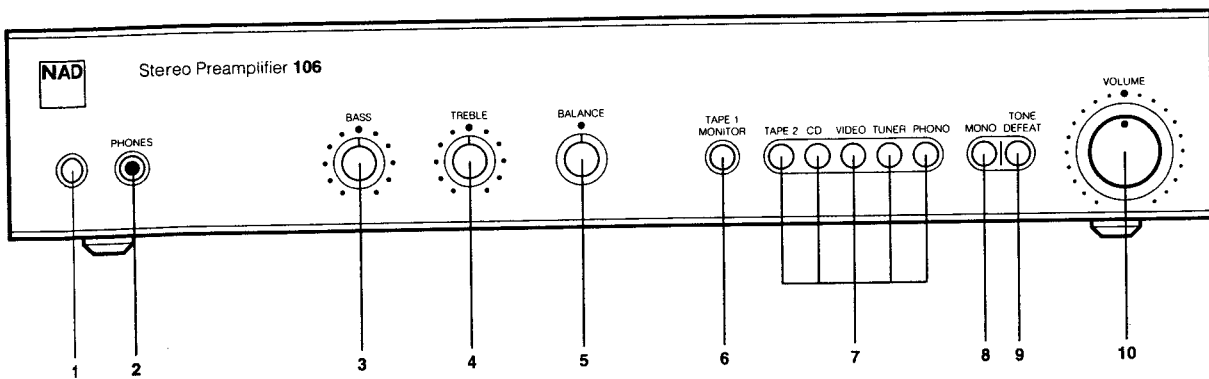 NAD
Stereo Preamplifier 106
PHONES
BASS
TREBLE
BALANCE
TAPE 1
MONITOR
TAPE 2 CD VIDEO TUNER PHONO
MONO
TONE
DEFEAT
VOLUME
1 2 3 4 5 6 7 8 9 10